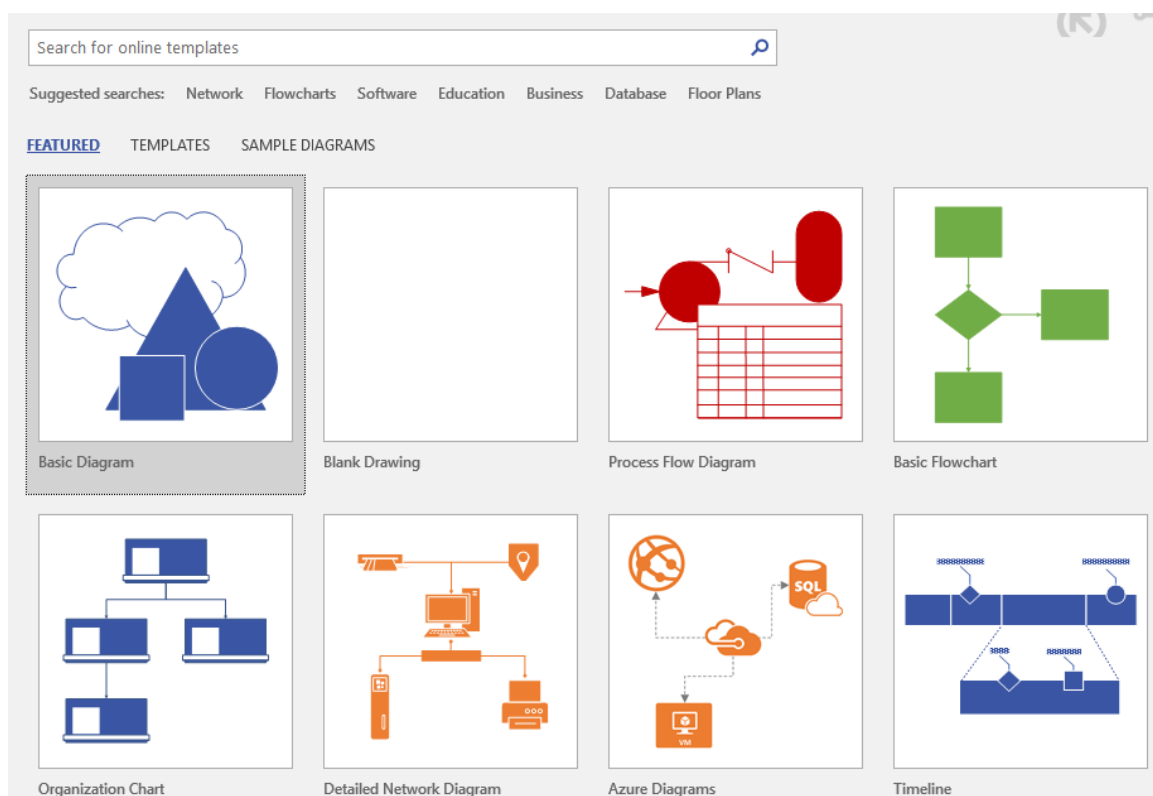 Search for online templates
Suggested searches: Network Flowcharts Software Education Business Database Floor Plans
FEATURED TEMPLATES SAMPLE DIAGRAMS
Basic Diagram Blank Drawing Process Flow Diagram Basic Flowchart
SQL
VM
Organization Chart Detailed Network Diagram Azure Diagrams Timeline